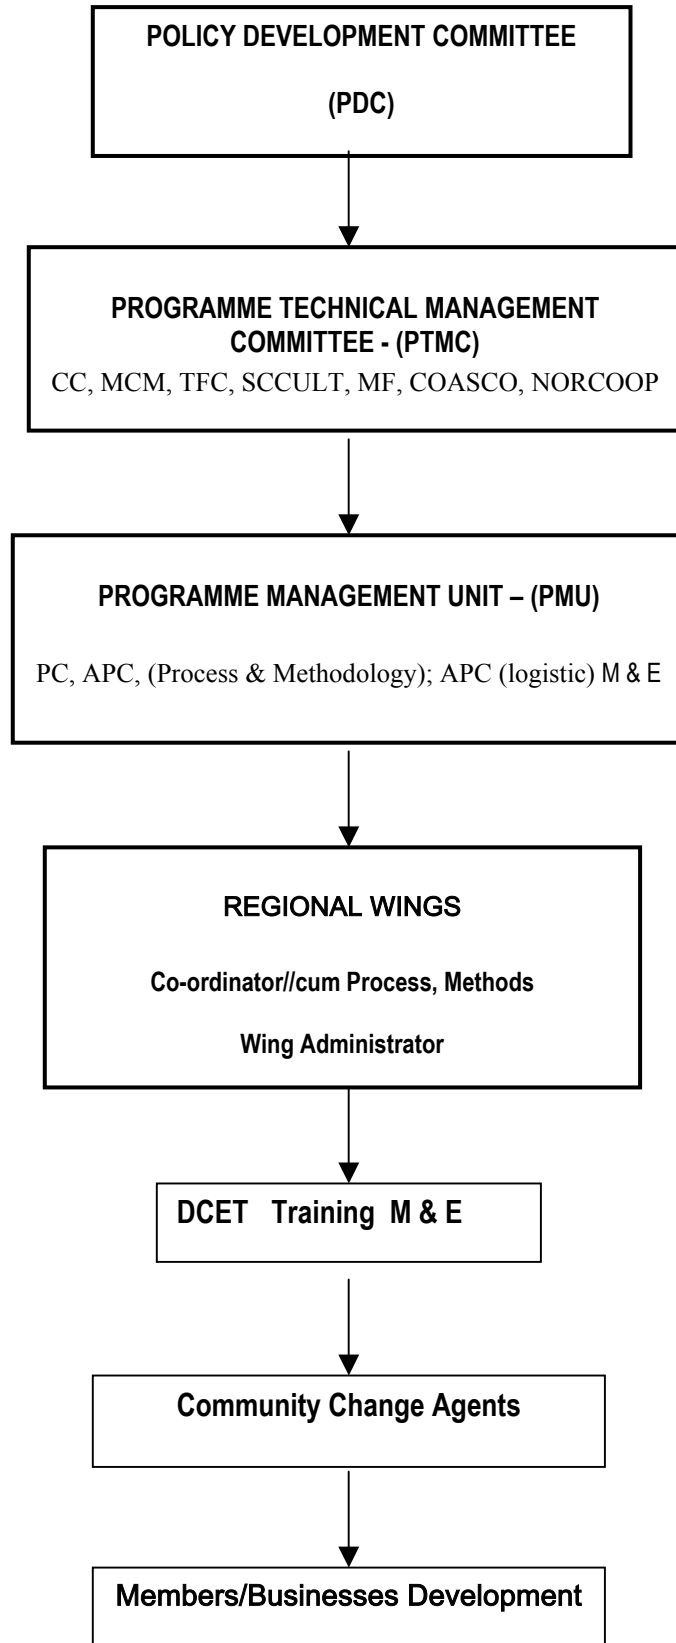 POLICY DEVELOPMENT COMMITTEE
(PDC)
PROGRAMME TECHNICAL MANAGEMENT
COMMITTEE - (PTMC)
CC, MCM, TFC, SCCULT, MF, COASCO, NORCOOP
PROGRAMME MANAGEMENT UNIT – (PMU)
PC, APC, (Process & Methodology); APC (logistic) M & E
REGIONAL WINGS
Co-ordinator//cum Process, Methods
Wing Administrator
DCET Training M & E
Community Change Agents
Members/Businesses Development